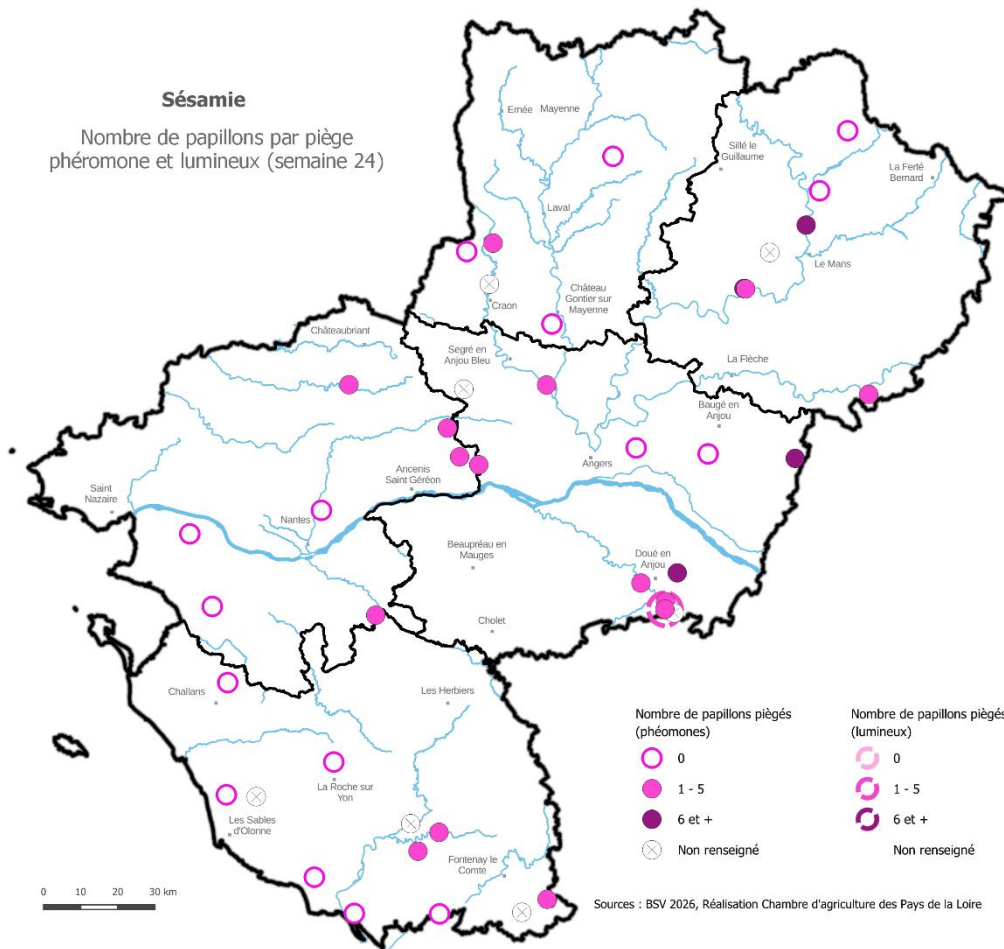 Sésamie
Nombre de papillons par piège
phéromone et lumineux (semaine 24)
Ernée
Mayenne
Sillé le
Guillaume
La Ferté
Bernard
Laval
Le Mans
Craon
Château
Gontier sur
Mayenne
Châteaubriant
Segré en
Anjou Bleu
La Flèche
Baugé en
Anjou
Angers
Ancenis
Saint Géréon
Saint
Nazaire
Nantes
Beaupréau en
Mauges
Doué en
Anjou
Cholet
Challans
Les Herbiers
La Roche sur
Yon
Les Sables
d'Olonne
Fontenay le
Comte
Nombre de papillons piégés
(phéomones)
0
1 - 5
6 et +
Non renseigné
Nombre de papillons piégés
(lumineux)
0
1 - 5
6 et +
Non renseigné
0 10 20 30 km
Sources : BSV 2026, Réalisation Chambre d'agriculture des Pays de la Loire